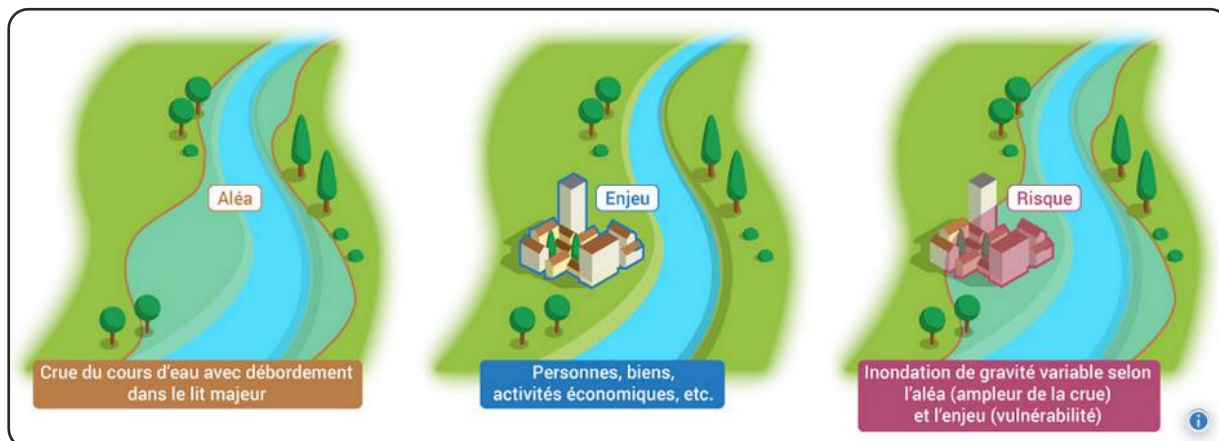 Aléa
Crue du cours d'eau avec débordement
dans le lit majeur
Enjeu
Personnes, biens,
activités économiques, etc.
Risque
Inondation de gravité variable selon
l'aléa (ampleur de la crue)
et l'enjeu (vulnérabilité)
i